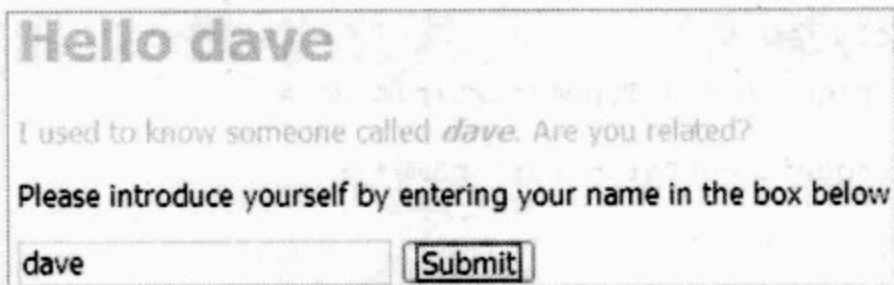 Hello dave
I used to know someone called dave. Are you related?
Please introduce yourself by entering your name in the box below
dave Submit